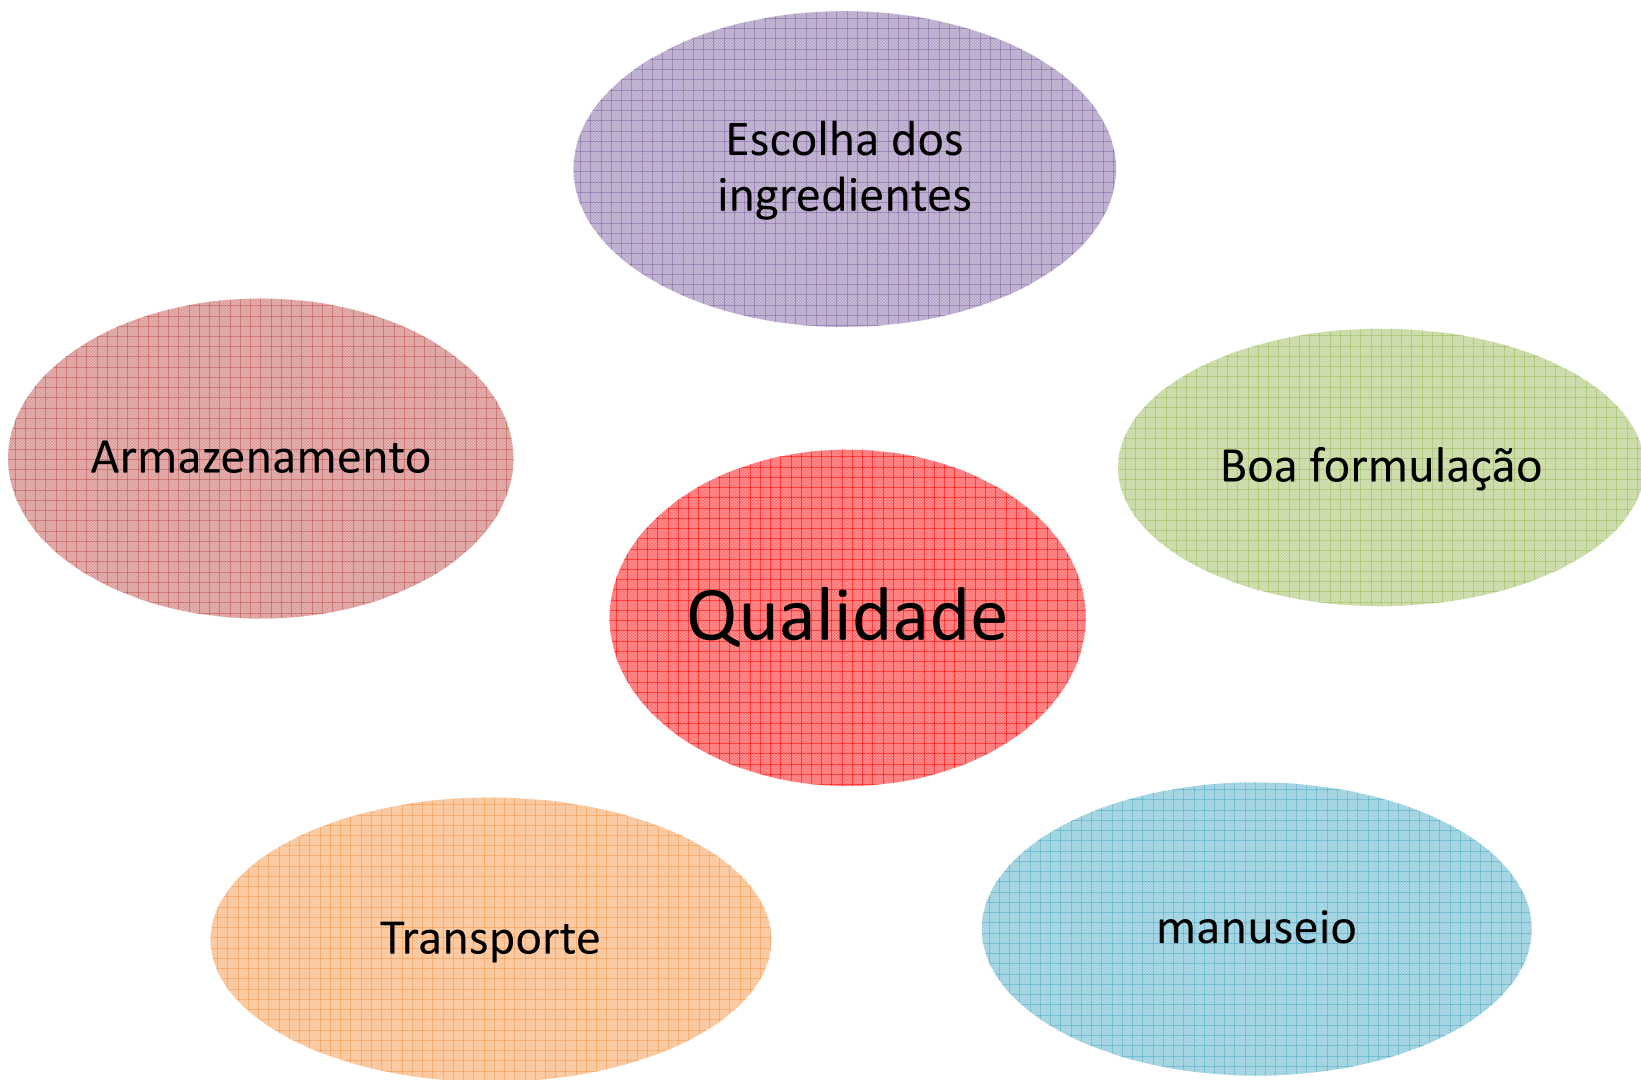 Escolha dos
ingredientes
Armazenamento
Boa formulação
Qualidade
Transporte
manuseio